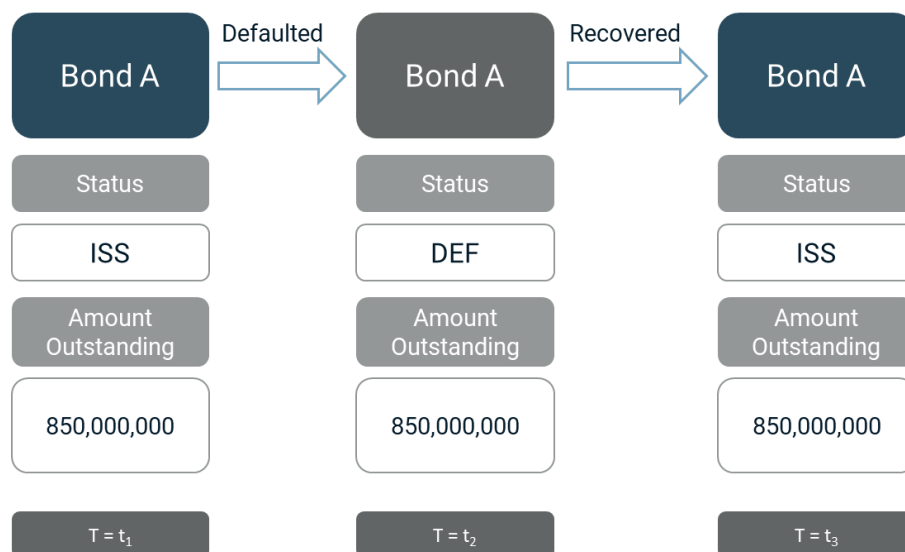 Defaulted
Recovered
Bond A
Bond A
Bond A
Status
Status
Status
ISS
DEF
ISS
Amount
Outstanding
Amount
Outstanding
Amount
Outstanding
850,000,000
850,000,000
850,000,000
T = t₁
T = t₂
T = t₃